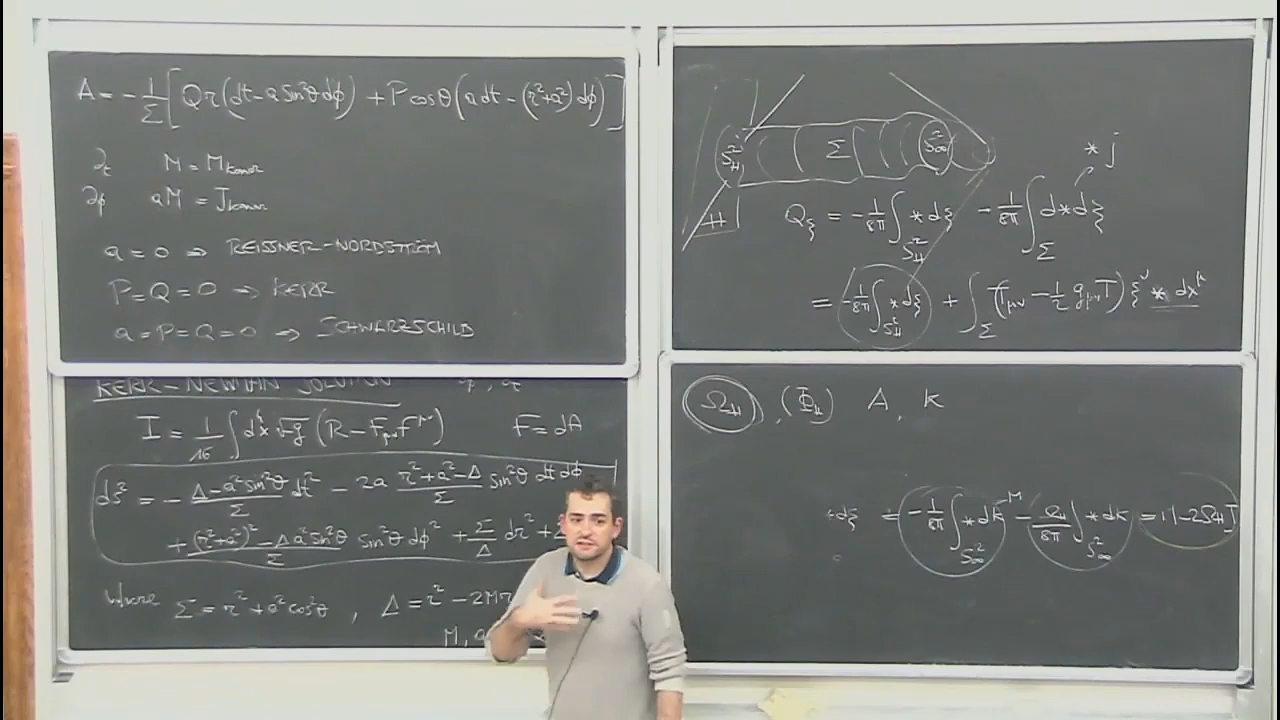 A = -1/Σ [Qr(dt - a sin²θ dφ) + P cosθ(a dt - (r²+a²) dφ)]
∂t M = M_Komar
∂φ aM = J_Komar
a = 0 ⇒ REISSNER-NORDSTRÖM
P = Q = 0 → KERR
a = P = Q = 0 → SCHWARZSCHILD
KERR-NEWMAN SOLUTION
I = 1/16 ∫ d⁴x √-g (R - F_μν F^μν) F = dA
ds² = - (Δ - a² sin²θ)/Σ dt² - 2a (r²+a²-Δ)/Σ sin²θ dt dφ
+ ((r²+a²)² - Δa² sin²θ)/Σ sin²θ dφ² + Σ/Δ dr² +
where Σ = r² + a² cos²θ , Δ = r² - 2Mr
M, a
S²_H Σ S²_∞ * j
H
Q_ξ = -1/8π ∫_{S²_H} * dξ - 1/8π ∫_Σ d * dξ
= -1/8π ∫_{S²_H} * dξ + ∫_Σ (T_μν - 1/2 g_μν T) ξ^ν * dx^μ
Ω_H , (Φ_H) A , K
* dξ = -1/8π ∫_{S²_∞} * dk - Ω_H/8π ∫_{S²_∞} * dk = M - 2Ω_H J
M